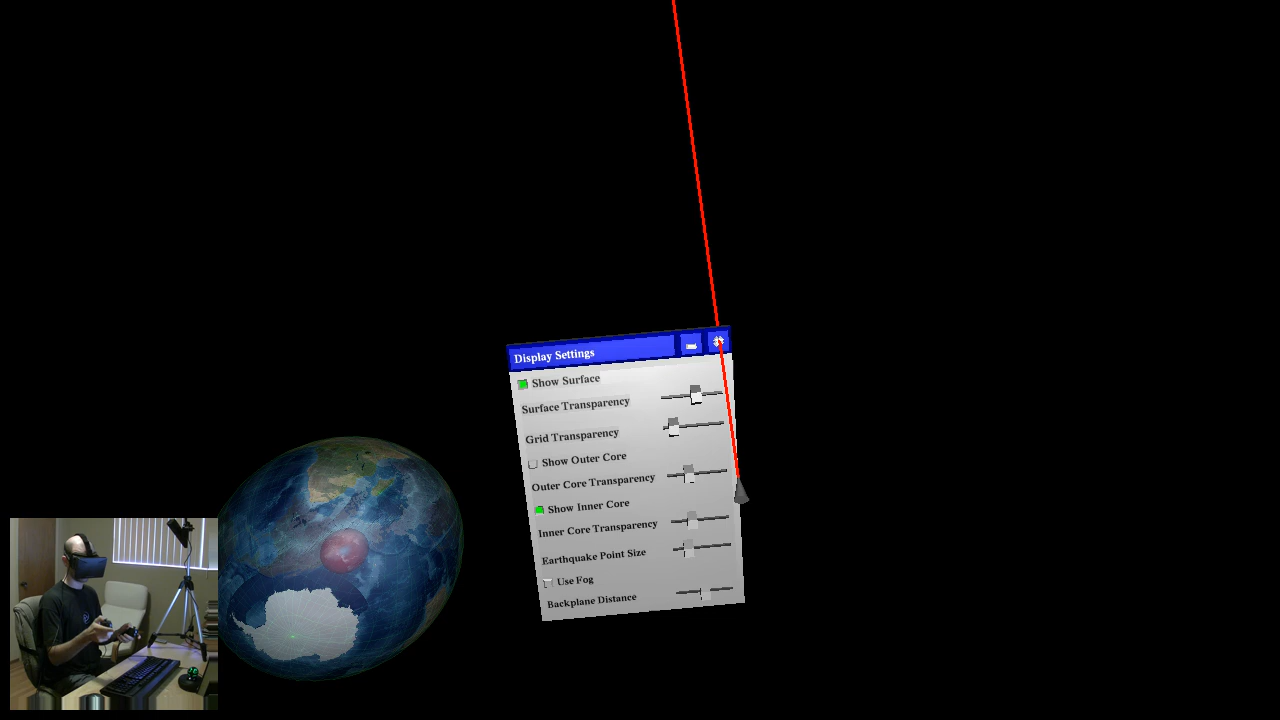 Display Settings
Show Surface
Surface Transparency
Grid Transparency
Show Outer Core
Outer Core Transparency
Show Inner Core
Inner Core Transparency
Earthquake Point Size
Use Fog
Backplane Distance